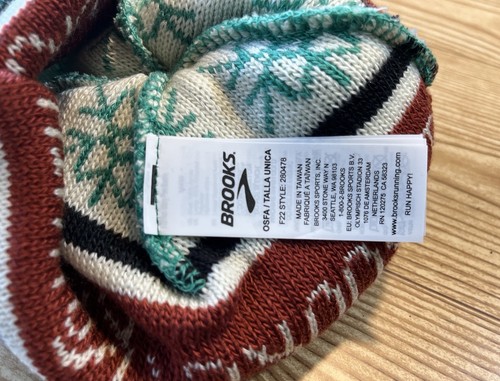 BROOKS
OSFA / TALLA UNICA
F22 STYLE: 280478
MADE IN TAIWAN
FABRIQUÉ A TAÏWAN
BROOKS SPORTS, INC
3400 STONE WAY N
SEATTLE, WA 98103
1-800-2-BROOKS
EU: BROOKS SPORTS B.V.
OLYMPISCH STADION 33
1076 DE AMSTERDAM
NETHERLANDS
RN 120275 CA 56323
www.brooksrunning.com
RUN HAPPY!